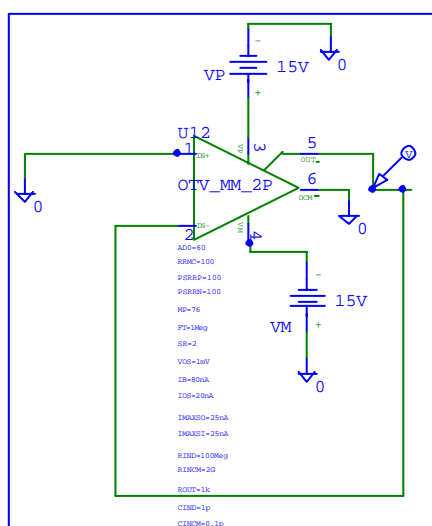 -
VP
15V
0
+
U12
1
IN+
3
VP
5
OUT
V
OTV_MM_2P
6
OCM
0
0
2
IN-
VM
4
AD0=60
RRMC=100
PSRRP=100
PSRRN=100
MP=76
FT=1Meg
SR=2
VOS=1mV
IB=80nA
IOS=20nA
IMAXSO=25nA
IMAXSI=25nA
RIND=100Meg
RINCM=2G
ROUT=1k
CIND=1p
CINCM=0.1p
-
15V
VM
+
0